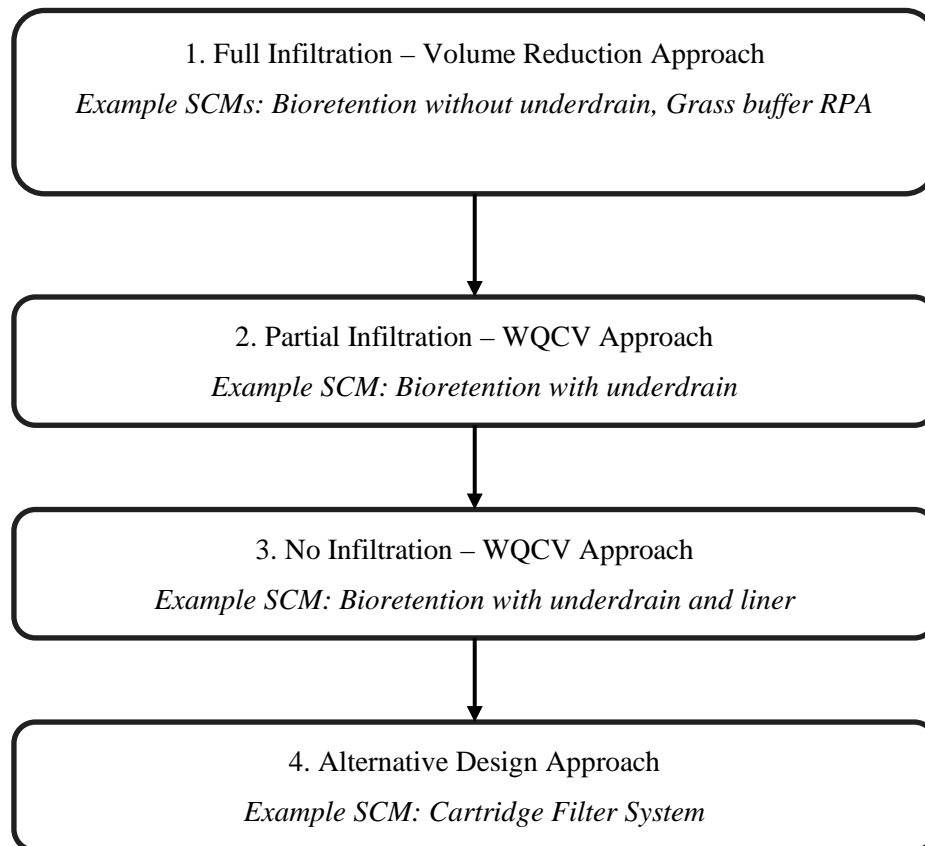 1. Full Infiltration – Volume Reduction Approach
Example SCMs: Bioretention without underdrain, Grass buffer RPA
2. Partial Infiltration – WQCV Approach
Example SCM: Bioretention with underdrain
3. No Infiltration – WQCV Approach
Example SCM: Bioretention with underdrain and liner
4. Alternative Design Approach
Example SCM: Cartridge Filter System